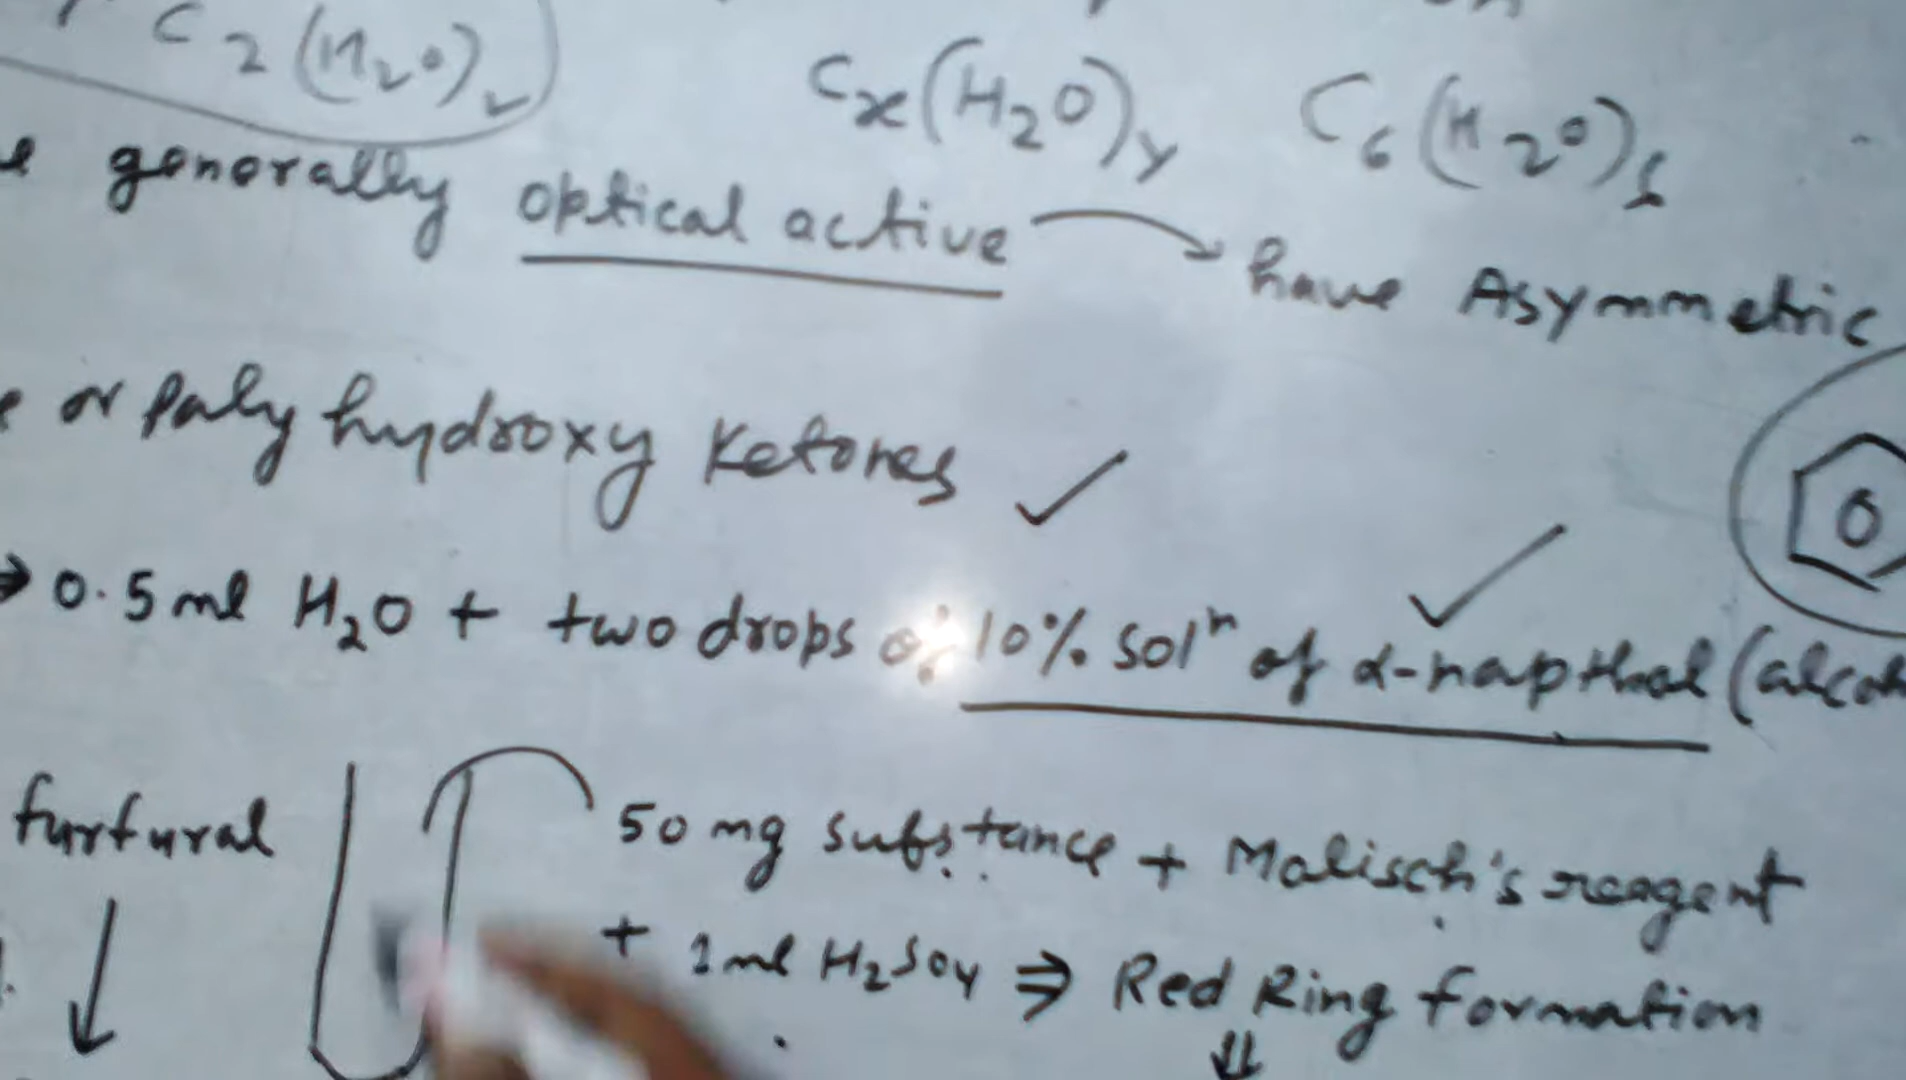 C2(H2O)2 Cx(H2O)y C6(H2O)6
generally optical active → have Asymmetric
or Paly hydroxy Ketones ✓
→ 0.5 ml H2O + two drops of 10% solⁿ of α-napthol (alcoh
furfural
50 mg substance + Molisch's reagent
+ 1 ml H2SO4 ⇒ Red Ring formation